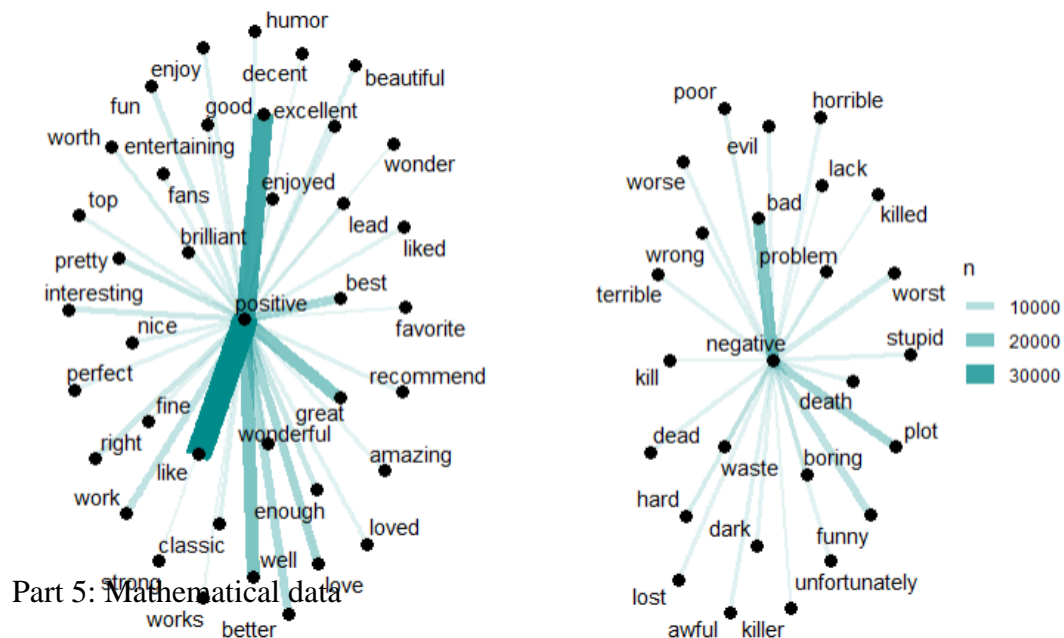 humor
enjoy
decent
beautiful
fun
good
excellent
worth
entertaining
wonder
fans
enjoyed
top
lead
liked
brilliant
pretty
best
interesting
positive
favorite
nice
perfect
recommend
fine
great
wonderful
right
like
amazing
work
enough
loved
classic
well
strong
love
Part 5: Mathematical data
works
better
poor
horrible
evil
worse
lack
bad
killed
wrong
problem
terrible
worst
negative
stupid
kill
death
plot
dead
boring
waste
hard
dark
funny
unfortunately
lost
awful
killer
n
10000
20000
30000